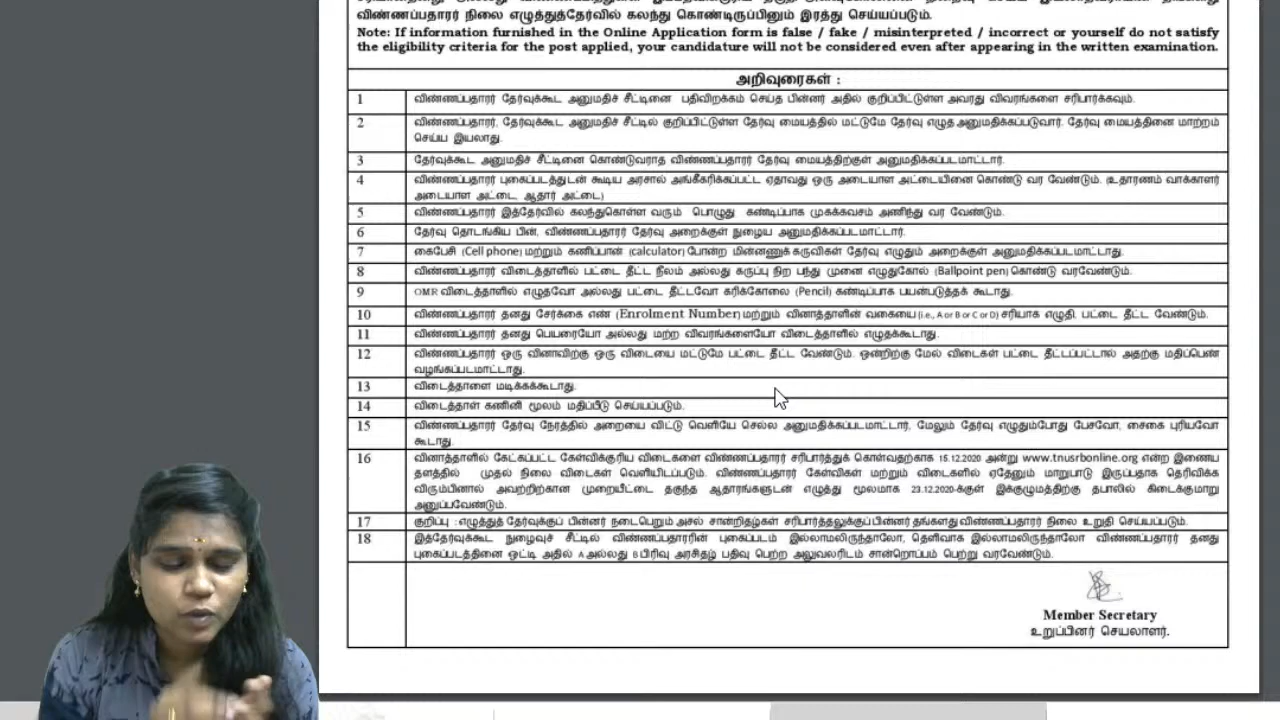 விண்ணப்பதாரர் நிலை எழுத்துத்தேர்வில் கலந்து கொண்டிருப்பினும் இரத்து செய்யப்படும்.
Note: If information furnished in the Online Application form is false / fake / misinterpreted / incorrect or yourself do not satisfy
the eligibility criteria for the post applied, your candidature will not be considered even after appearing in the written examination.
அறிவுரைகள் :
1 விண்ணப்பதாரர் தேர்வுக்கூட அனுமதிச் சீட்டினை பதிவிறக்கம் செய்த பின்னர் அதில் குறிப்பிட்டுள்ள அவரது விவரங்களை சரிபார்க்கவும்.
2 விண்ணப்பதாரர், தேர்வுக்கூட அனுமதிச் சீட்டில் குறிப்பிட்டுள்ள தேர்வு மையத்தில் மட்டுமே தேர்வு எழுத அனுமதிக்கப்படுவார். தேர்வு மையத்தினை மாற்றம்
செய்ய இயலாது.
3 தேர்வுக்கூட அனுமதிச் சீட்டினை கொண்டுவராத விண்ணப்பதாரர் தேர்வு மையத்திற்குள் அனுமதிக்கப்படமாட்டார்.
4 விண்ணப்பதாரர் புகைப்படத்துடன் கூடிய அரசால் அங்கீகரிக்கப்பட்ட ஏதாவது ஒரு அடையாள அட்டையினை கொண்டு வர வேண்டும். (உதாரணம் வாக்காளர்
அடையாள அட்டை, ஆதார் அட்டை)
5 விண்ணப்பதாரர் இத்தேர்வில் கலந்துகொள்ள வரும் பொழுது கண்டிப்பாக முகக்கவசம் அணிந்து வர வேண்டும்.
6 தேர்வு தொடங்கிய பின், விண்ணப்பதாரர் தேர்வு அறைக்குள் நுழைய அனுமதிக்கப்படமாட்டார்.
7 கைபேசி (Cell phone) மற்றும் கணிப்பான் (calculator) போன்ற மின்னணுக் கருவிகள் தேர்வு எழுதும் அறைக்குள் அனுமதிக்கப்படமாட்டாது.
8 விண்ணப்பதாரர் விடைத்தாளில் பட்டை தீட்ட நீலம் அல்லது கருப்பு நிற பந்து முனை எழுதுகோல் (Ballpoint pen) கொண்டு வரவேண்டும்.
9 OMR விடைத்தாளில் எழுதவோ அல்லது பட்டை தீட்டவோ கரிக்கோலை (Pencil) கண்டிப்பாக பயன்படுத்தக் கூடாது.
10 விண்ணப்பதாரர் தனது சேர்க்கை எண் (Enrolment Number) மற்றும் வினாத்தாளின் வகையை (i.e., A or B or C or D) சரியாக எழுதி, பட்டை தீட்ட வேண்டும்.
11 விண்ணப்பதாரர் தனது பெயரையோ அல்லது மற்ற விவரங்களையோ விடைத்தாளில் எழுதக்கூடாது.
12 விண்ணப்பதாரர் ஒரு வினாவிற்கு ஒரு விடையை மட்டுமே பட்டை தீட்ட வேண்டும். ஒன்றிற்கு மேல் விடைகள் பட்டை தீட்டப்பட்டால் அதற்கு மதிப்பெண்
வழங்கப்படமாட்டாது.
13 விடைத்தாளை மடிக்கக்கூடாது.
14 விடைத்தாள் கணினி மூலம் மதிப்பீடு செய்யப்படும்.
15 விண்ணப்பதாரர் தேர்வு நேரத்தில் அறையை விட்டு வெளியே செல்ல அனுமதிக்கப்படமாட்டார், மேலும் தேர்வு எழுதும்போது பேசவோ, சைகை புரியவோ
கூடாது.
16 வினாத்தாளில் கேட்கப்பட்ட கேள்விக்குரிய விடைகளை விண்ணப்பதாரர் சரிபார்த்துக் கொள்வதற்காக 15.12.2020 அன்று www.tnusrbonline.org என்ற இணைய
தளத்தில் முதல் நிலை விடைகள் வெளியிடப்படும். விண்ணப்பதாரர் கேள்விகள் மற்றும் விடைகளில் ஏதேனும் மாறுபாடு இருப்பதாக தெரிவிக்க
விரும்பினால் அவற்றிற்கான முறையீட்டை தகுந்த ஆதாரங்களுடன் எழுத்து மூலமாக 23.12.2020-க்குள் இக்குழுமத்திற்கு தபாலில் கிடைக்குமாறு
அனுப்பவேண்டும்.
17 குறிப்பு : எழுத்துத் தேர்வுக்குப் பின்னர் நடைபெறும் அசல் சான்றிதழ்கள் சரிபார்த்தலுக்குப் பின்னர் தங்களது விண்ணப்பதாரர் நிலை உறுதி செய்யப்படும்.
18 இத்தேர்வுக்கூட நுழைவுச் சீட்டில் விண்ணப்பதாரரின் புகைப்படம் இல்லாமலிருந்தாலோ, தெளிவாக இல்லாமலிருந்தாலோ விண்ணப்பதாரர் தனது
புகைப்படத்தினை ஒட்டி அதில் A அல்லது B பிரிவு அரசிதழ் பதிவு பெற்ற அலுவலரிடம் சான்றொப்பம் பெற்று வரவேண்டும்.
Member Secretary
உறுப்பினர் செயலாளர்.